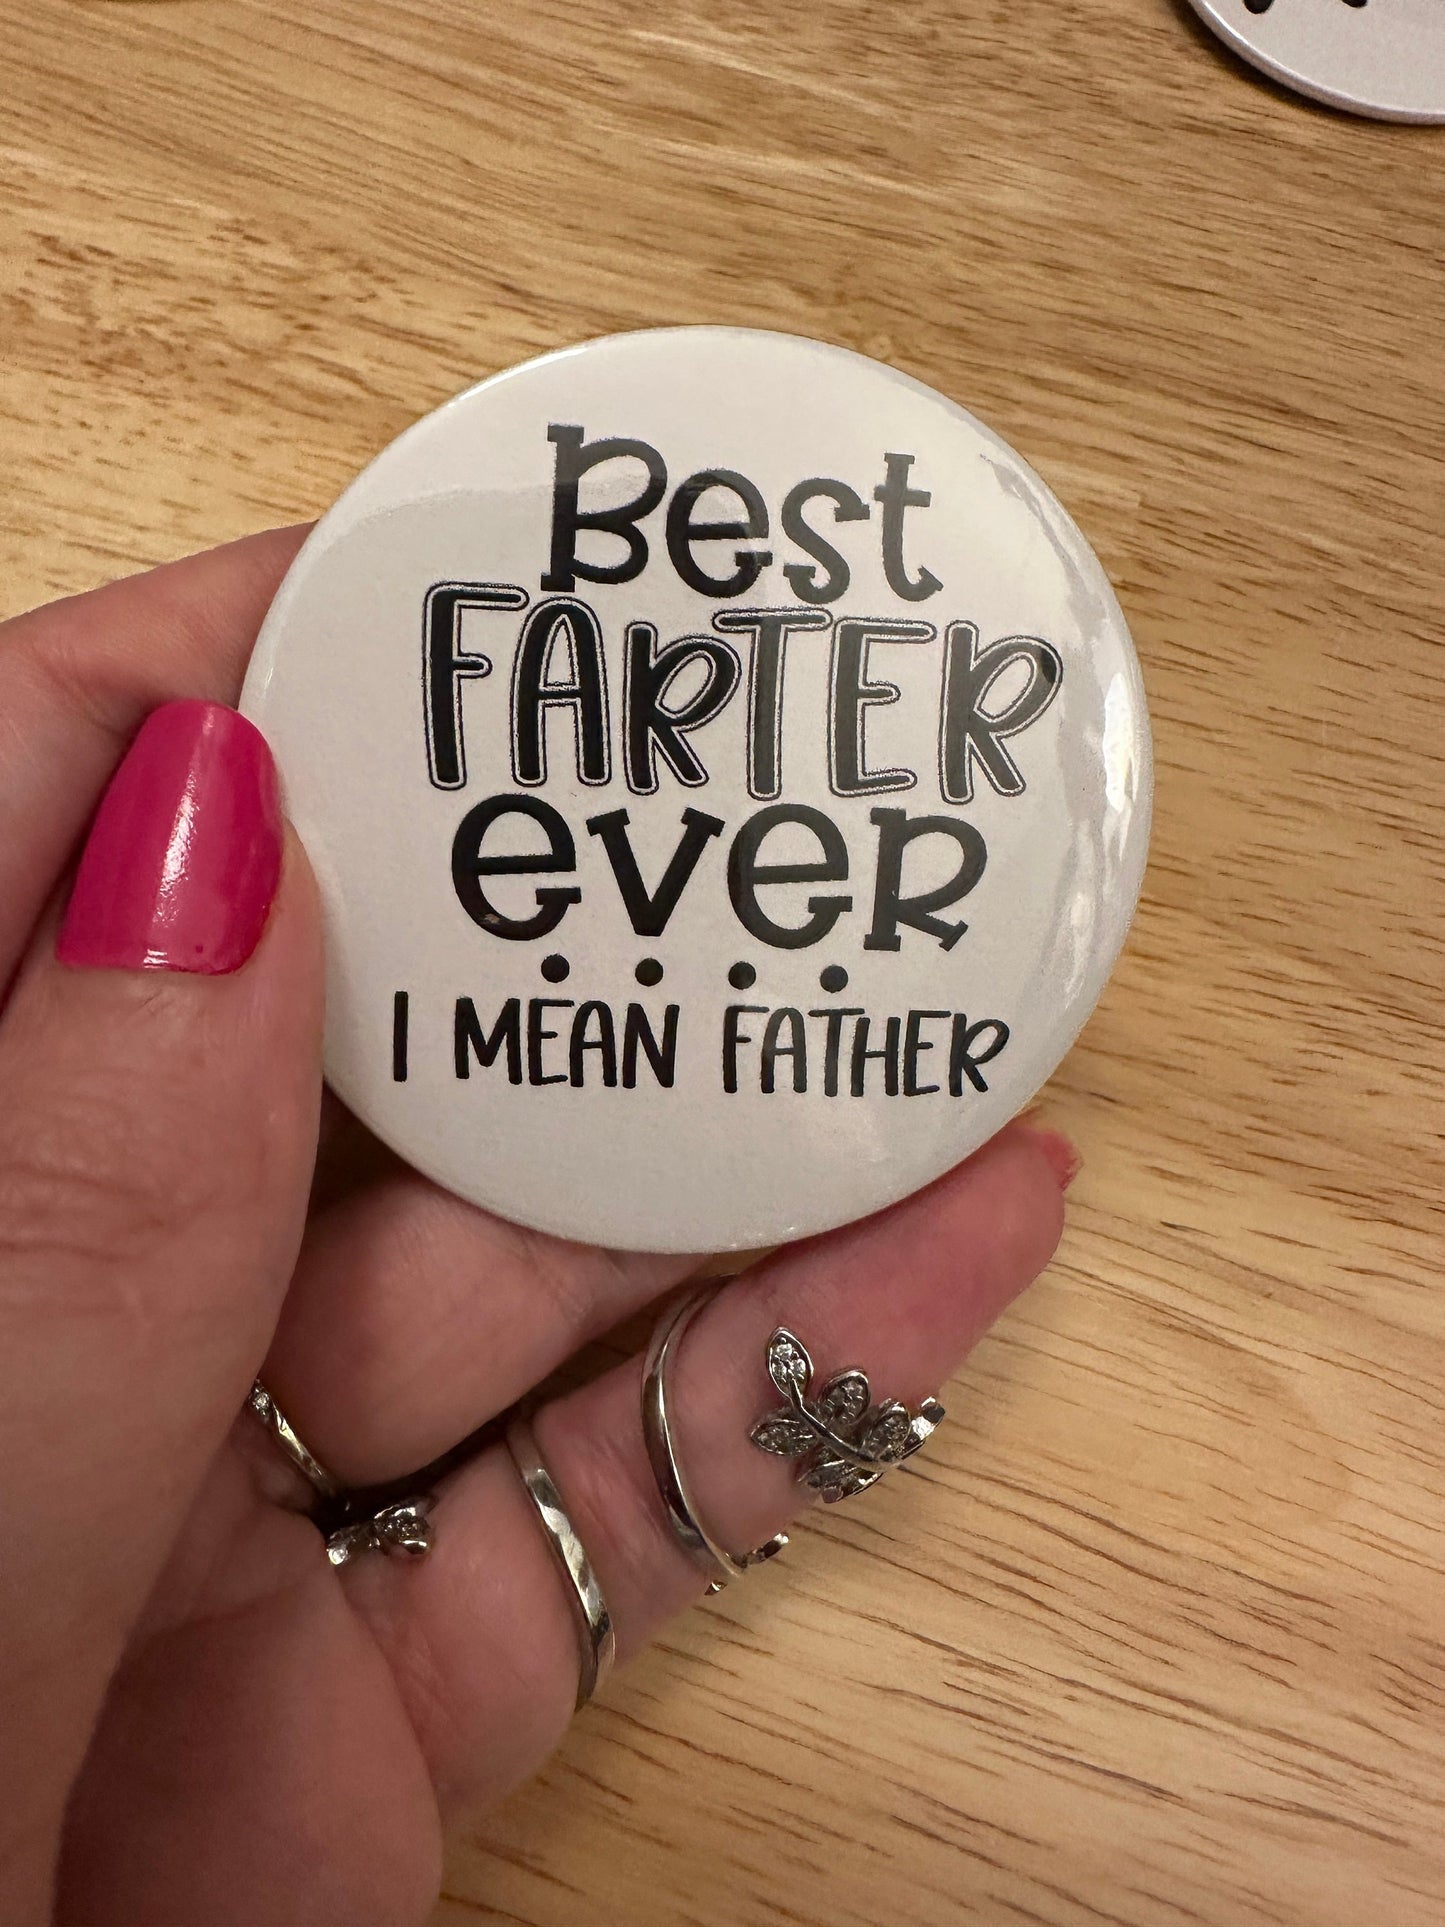 Best
FARTER
eveR
....
I MEAN FATHER